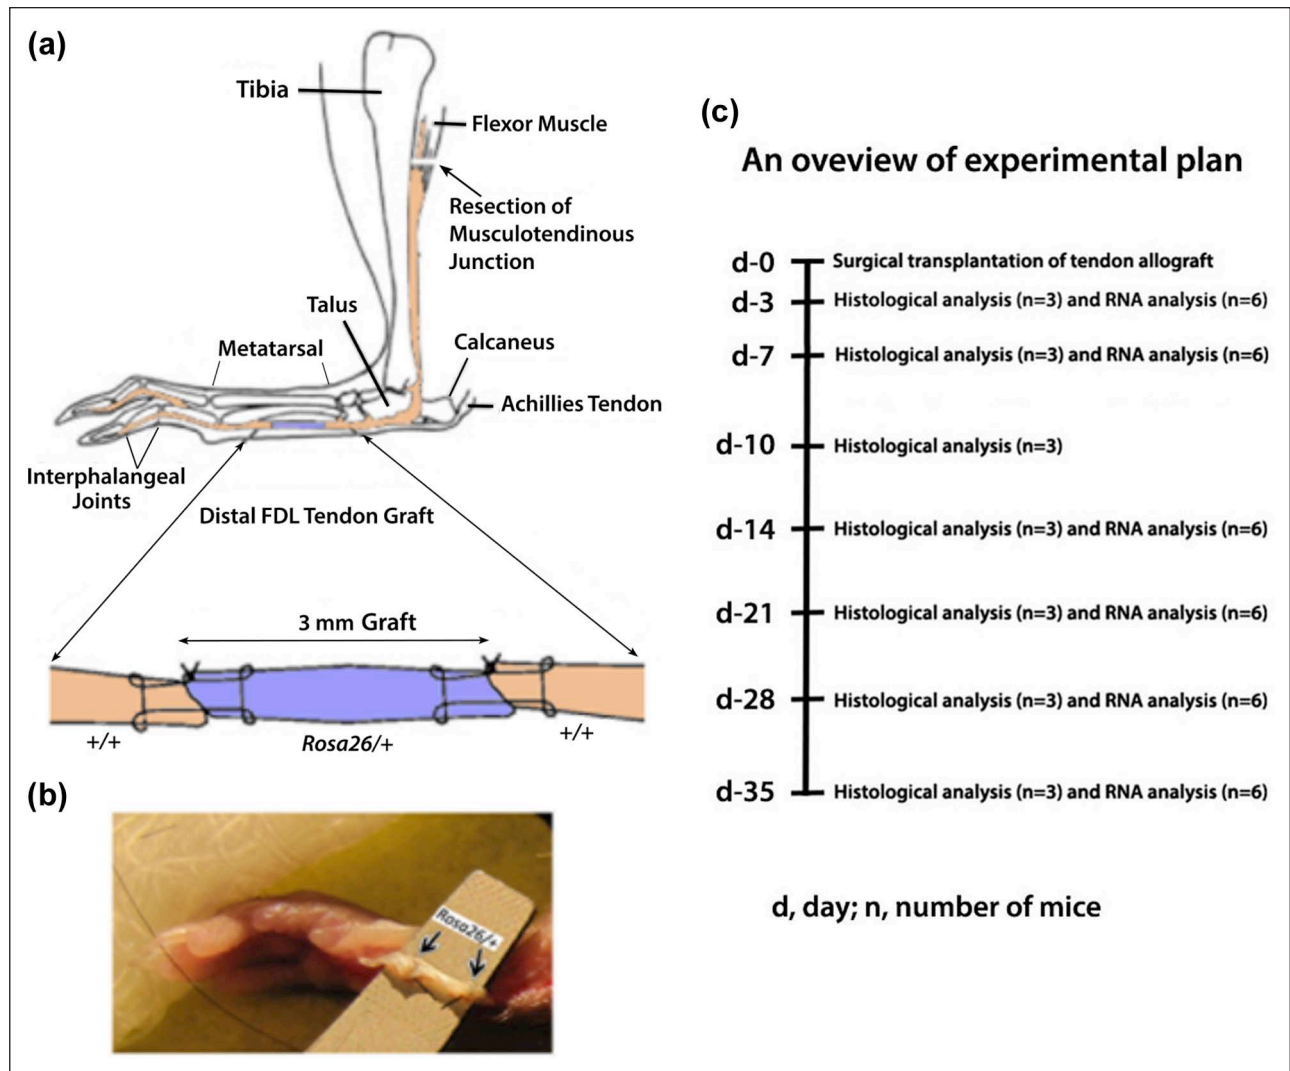 (a)
Tibia
Flexor Muscle
Resection of
Musculotendinous
Junction
Talus
Metatarsal
Calcaneus
Achillies Tendon
Interphalangeal
Joints
Distal FDL Tendon Graft
3 mm Graft
+/+
Rosa26/+
+/+
(b)
Rosa26/+
(c)
An oveview of experimental plan
d-0 Surgical transplantation of tendon allograft
d-3 Histological analysis (n=3) and RNA analysis (n=6)
d-7 Histological analysis (n=3) and RNA analysis (n=6)
d-10 Histological analysis (n=3)
d-14 Histological analysis (n=3) and RNA analysis (n=6)
d-21 Histological analysis (n=3) and RNA analysis (n=6)
d-28 Histological analysis (n=3) and RNA analysis (n=6)
d-35 Histological analysis (n=3) and RNA analysis (n=6)
d, day; n, number of mice